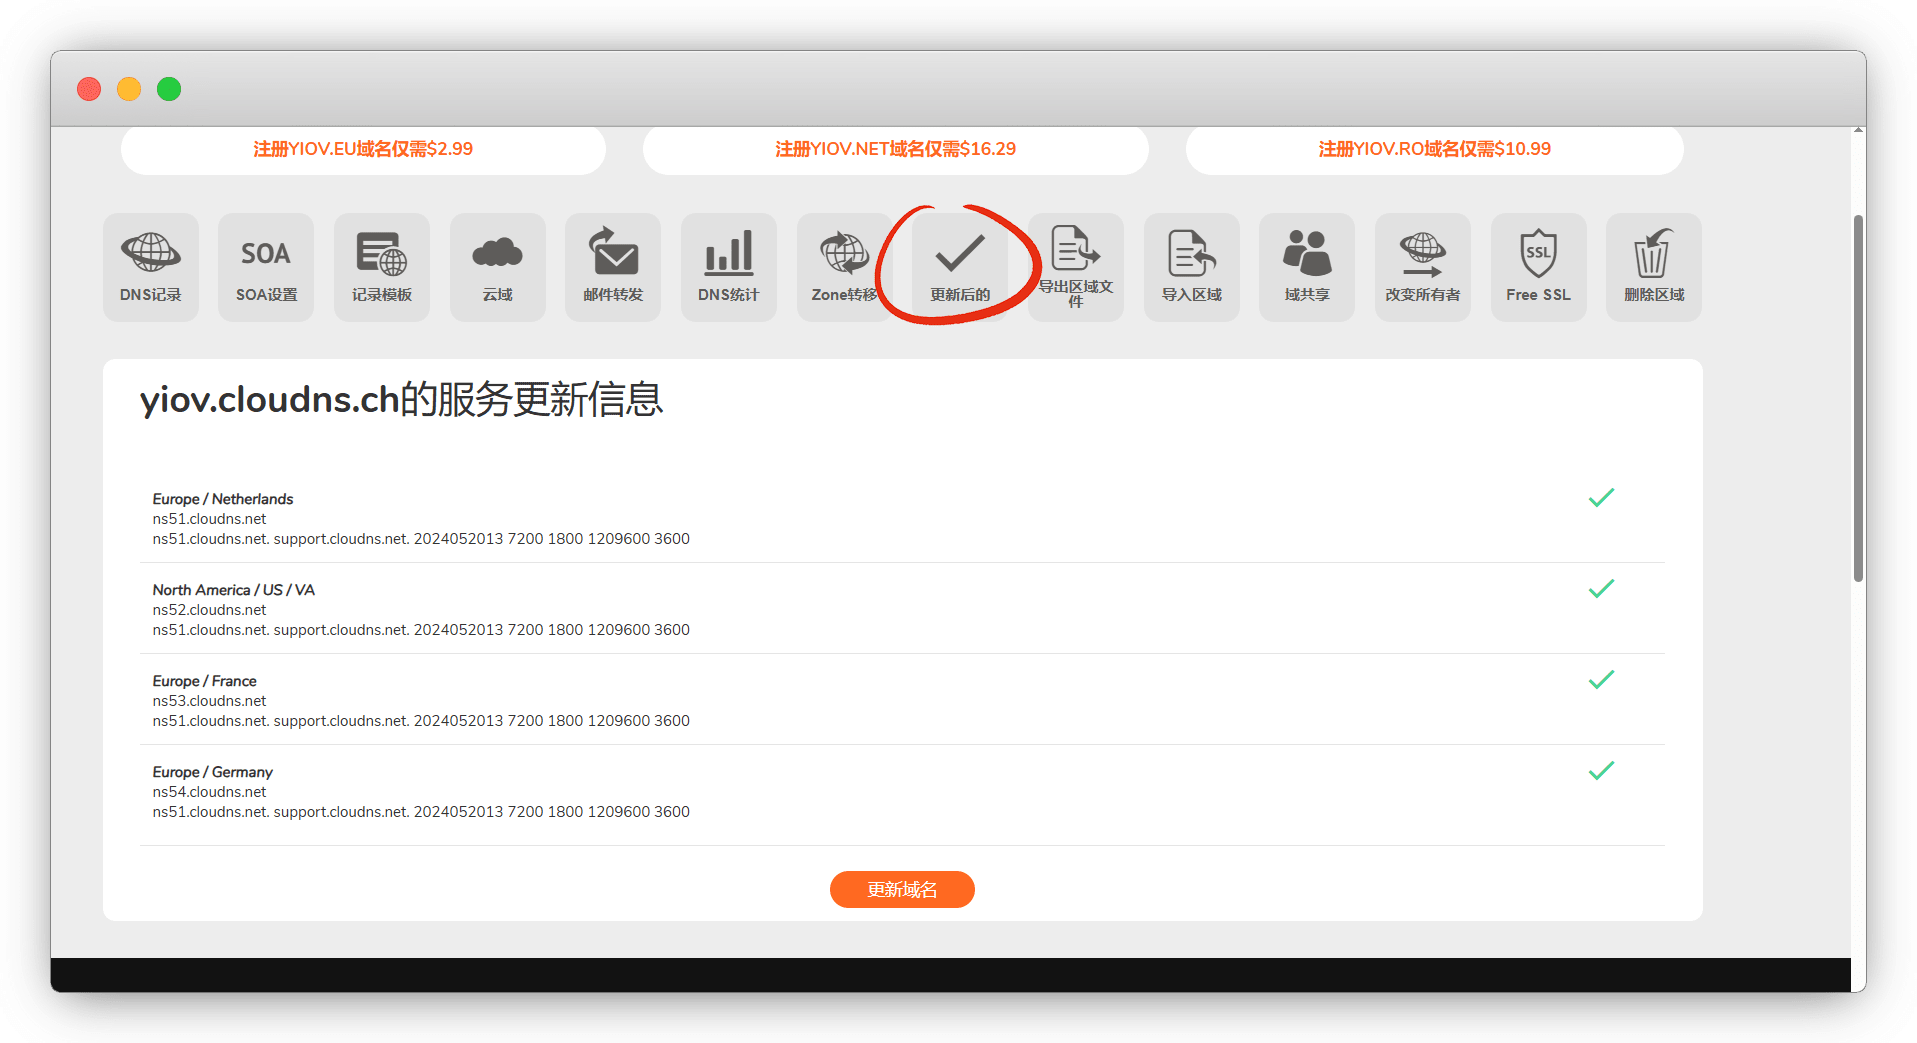 注册YIOV.EU域名仅需$2.99
注册YIOV.NET域名仅需$16.29
注册YIOV.RO域名仅需$10.99
DNS记录
SOA
SOA设置
记录模板
云域
邮件转发
DNS统计
Zone转移
更新后的
导出区域文
件
导入区域
域共享
改变所有者
SSL
Free SSL
删除区域
yiov.cloudns.ch的服务更新信息
Europe / Netherlands
ns51.cloudns.net
ns51.cloudns.net. support.cloudns.net. 2024052013 7200 1800 1209600 3600
North America / US / VA
ns52.cloudns.net
ns51.cloudns.net. support.cloudns.net. 2024052013 7200 1800 1209600 3600
Europe / France
ns53.cloudns.net
ns51.cloudns.net. support.cloudns.net. 2024052013 7200 1800 1209600 3600
Europe / Germany
ns54.cloudns.net
ns51.cloudns.net. support.cloudns.net. 2024052013 7200 1800 1209600 3600
更新域名